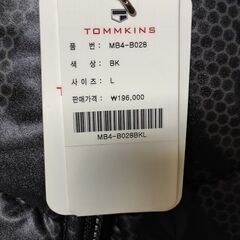 TOMMKINS
품 번: MB4-B028
색 상: BK
사 이 즈: L
판매가격: ₩196,000
MB4-B028BKL